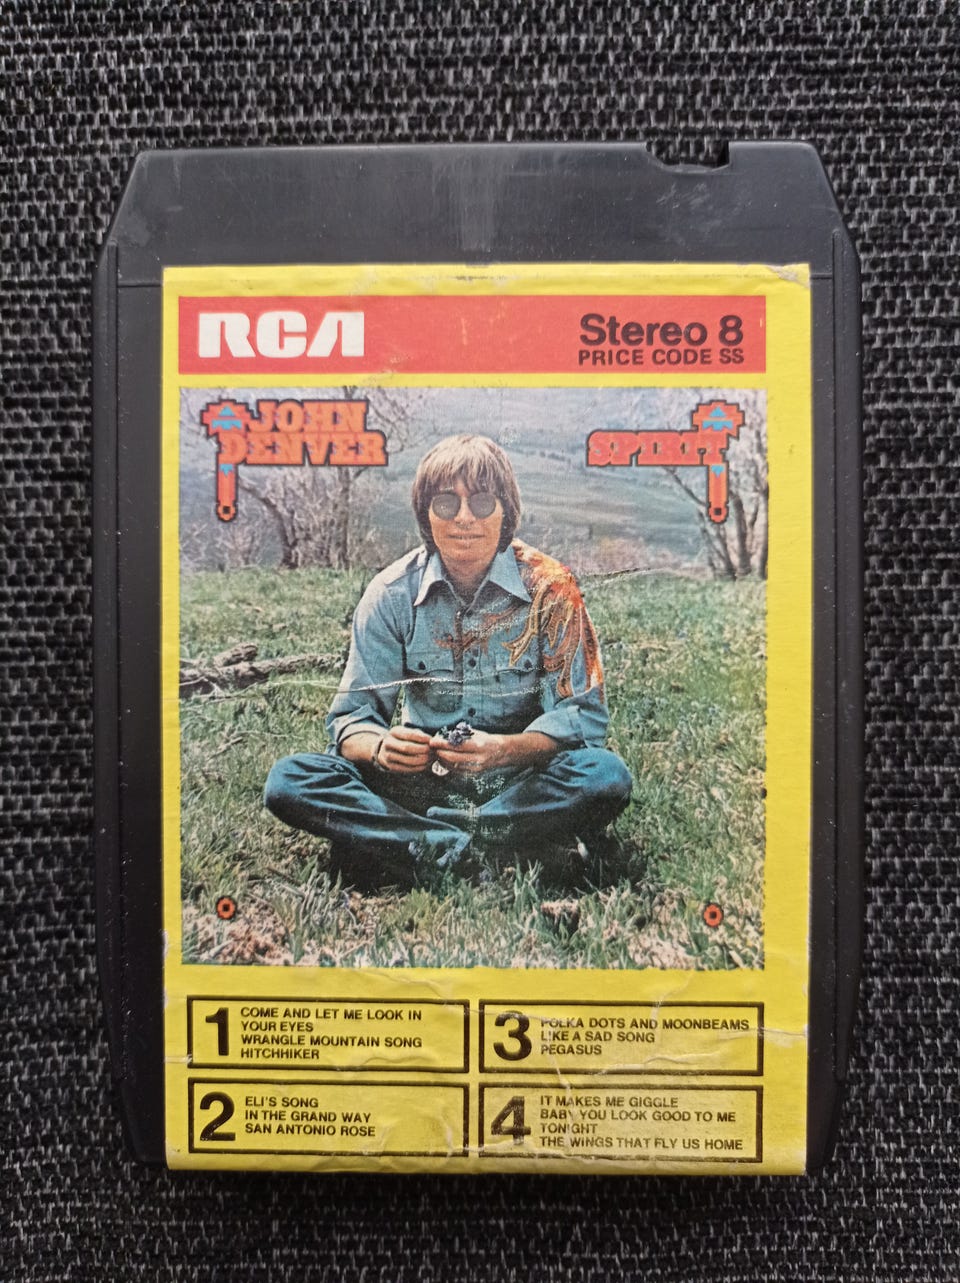 RCA
Stereo 8
PRICE CODE SS
JOHN
DENVER
SPIRIT
1
COME AND LET ME LOOK IN
YOUR EYES
WRANGLE MOUNTAIN SONG
HITCHHIKER
2
ELI'S SONG
IN THE GRAND WAY
SAN ANTONIO ROSE
3
POLKA DOTS AND MOONBEAMS
LIKE A SAD SONG
PEGASUS
4
IT MAKES ME GIGGLE
BABY YOU LOOK GOOD TO ME
TONIGHT
THE WINGS THAT FLY US HOME